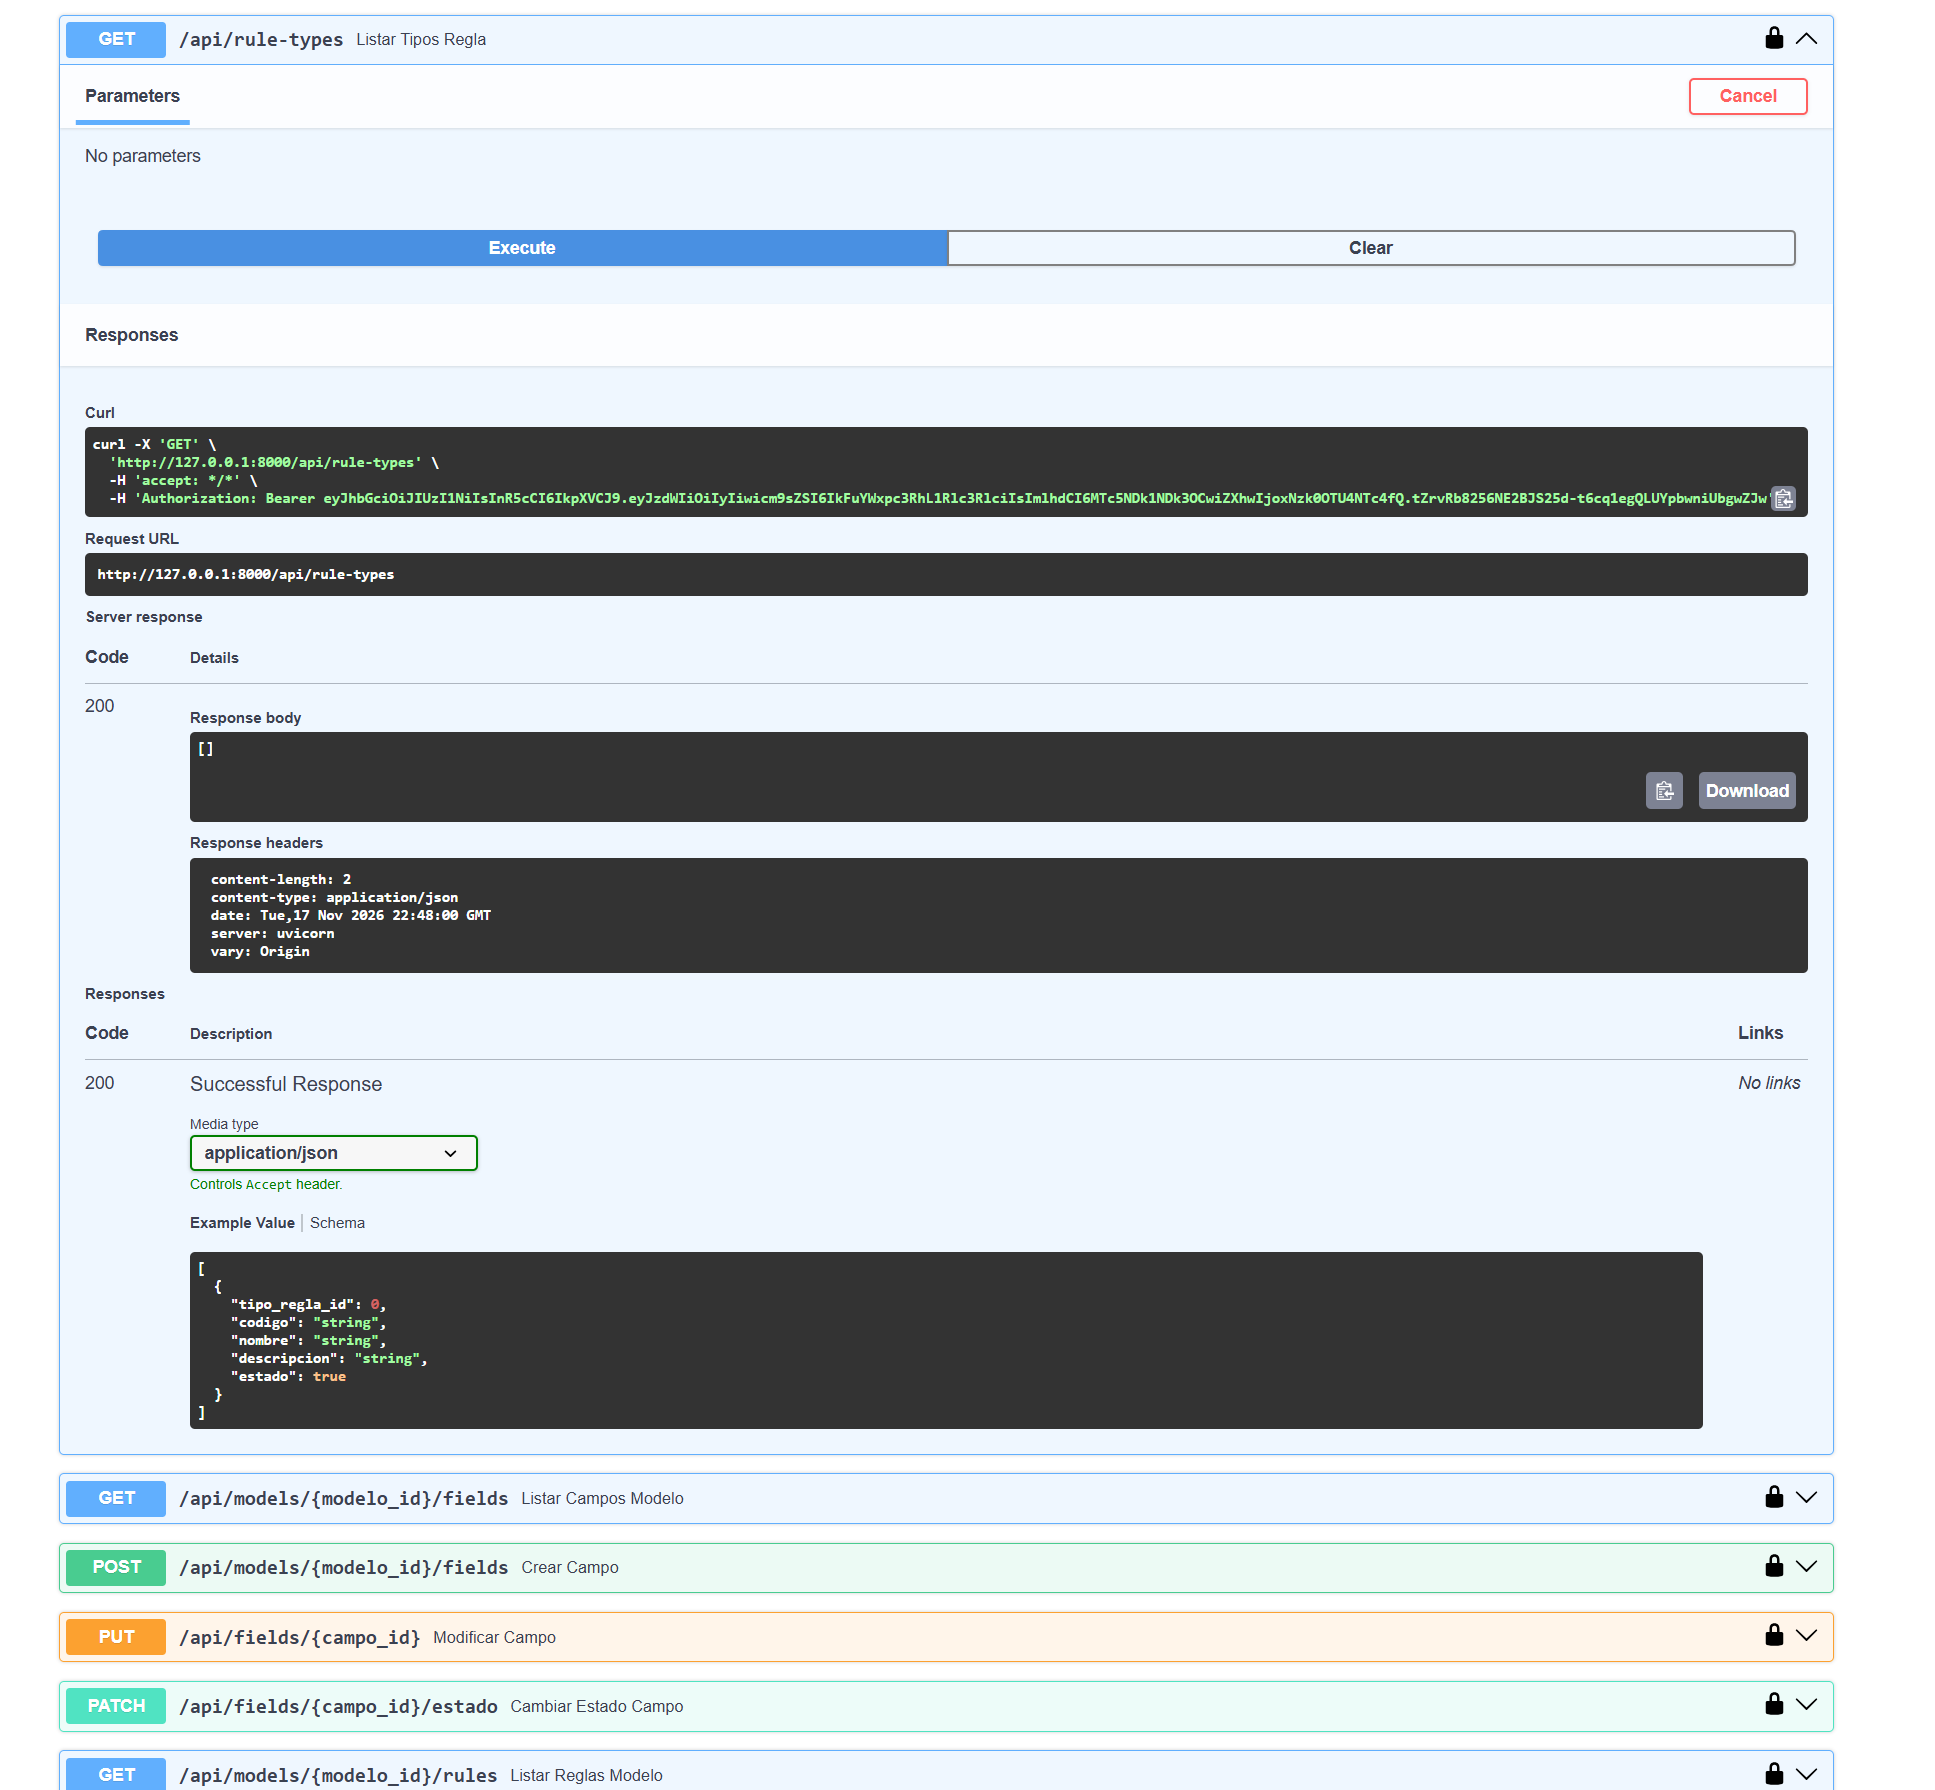 GET /api/rule-types Listar Tipos Regla
Parameters
Cancel
No parameters
Execute
Clear
Responses
Curl
curl -X 'GET' \
'http://127.0.0.1:8000/api/rule-types' \
-H 'accept: */*' \
-H 'Authorization: Bearer eyJhbGciOiJIUzI1NiIsInR5cCI6IkpXVCJ9.eyJzdWIiOiIyIiwicm9sZSI6IkFuYWxpc3RhL1Rlc3RlciIsImlhdCI6MTc5NDk1NDk3OCwiZXhwIjoxNzk0OTU4NTc4fQ.tZrvRb8256NE2BJS25d-t6cq1egQLUYpbwniUbgwZJw'
Request URL
http://127.0.0.1:8000/api/rule-types
Server response
Code Details
200
Response body
[]
Download
Response headers
content-length: 2
content-type: application/json
date: Tue,17 Nov 2026 22:48:00 GMT
server: uvicorn
vary: Origin
Responses
Code Description Links
200 Successful Response No links
Media type
application/json
Controls Accept header.
Example Value Schema
[
{
"tipo_regla_id": 0,
"codigo": "string",
"nombre": "string",
"descripcion": "string",
"estado": true
}
]
GET /api/models/{modelo_id}/fields Listar Campos Modelo
POST /api/models/{modelo_id}/fields Crear Campo
PUT /api/fields/{campo_id} Modificar Campo
PATCH /api/fields/{campo_id}/estado Cambiar Estado Campo
GET /api/models/{modelo_id}/rules Listar Reglas Modelo